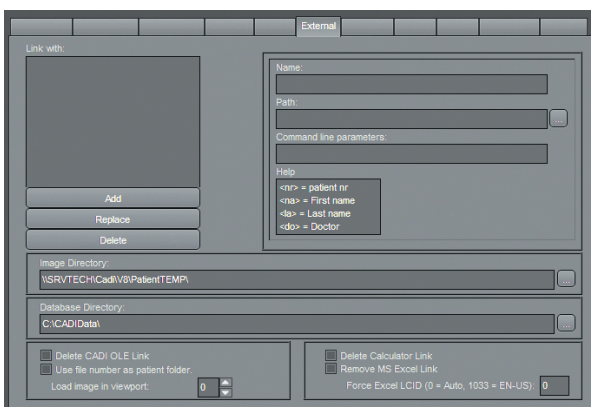 External
Link with:
Add
Replace
Delete
Name:
Path:
...
Command line parameters:
Help
<nr> = patient nr
<na> = First name
<la> = Last name
<do> = Doctor
Image Directory:
\\SRVTECH\Cadi\V8\PatientTEMP\
...
Database Directory:
C:\CADIData\
...
Delete CADI OLE Link
Use file number as patient folder.
Load image in viewport: 0
Delete Calculator Link
Remove MS Excel Link
Force Excel LCID (0 = Auto, 1033 = EN-US): 0